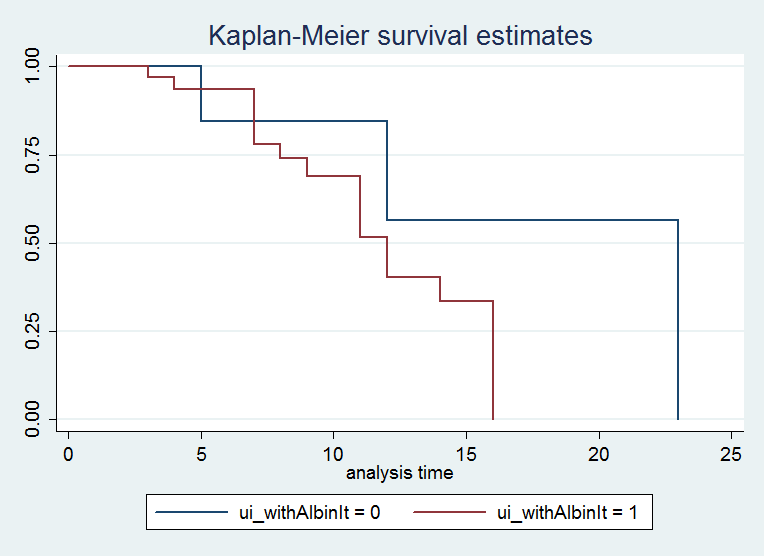 Kaplan-Meier survival estimates
1.00
0.75
0.50
0.25
0.00
0 5 10 15 20 25
analysis time
ui_withAlbinIt = 0 ui_withAlbinIt = 1